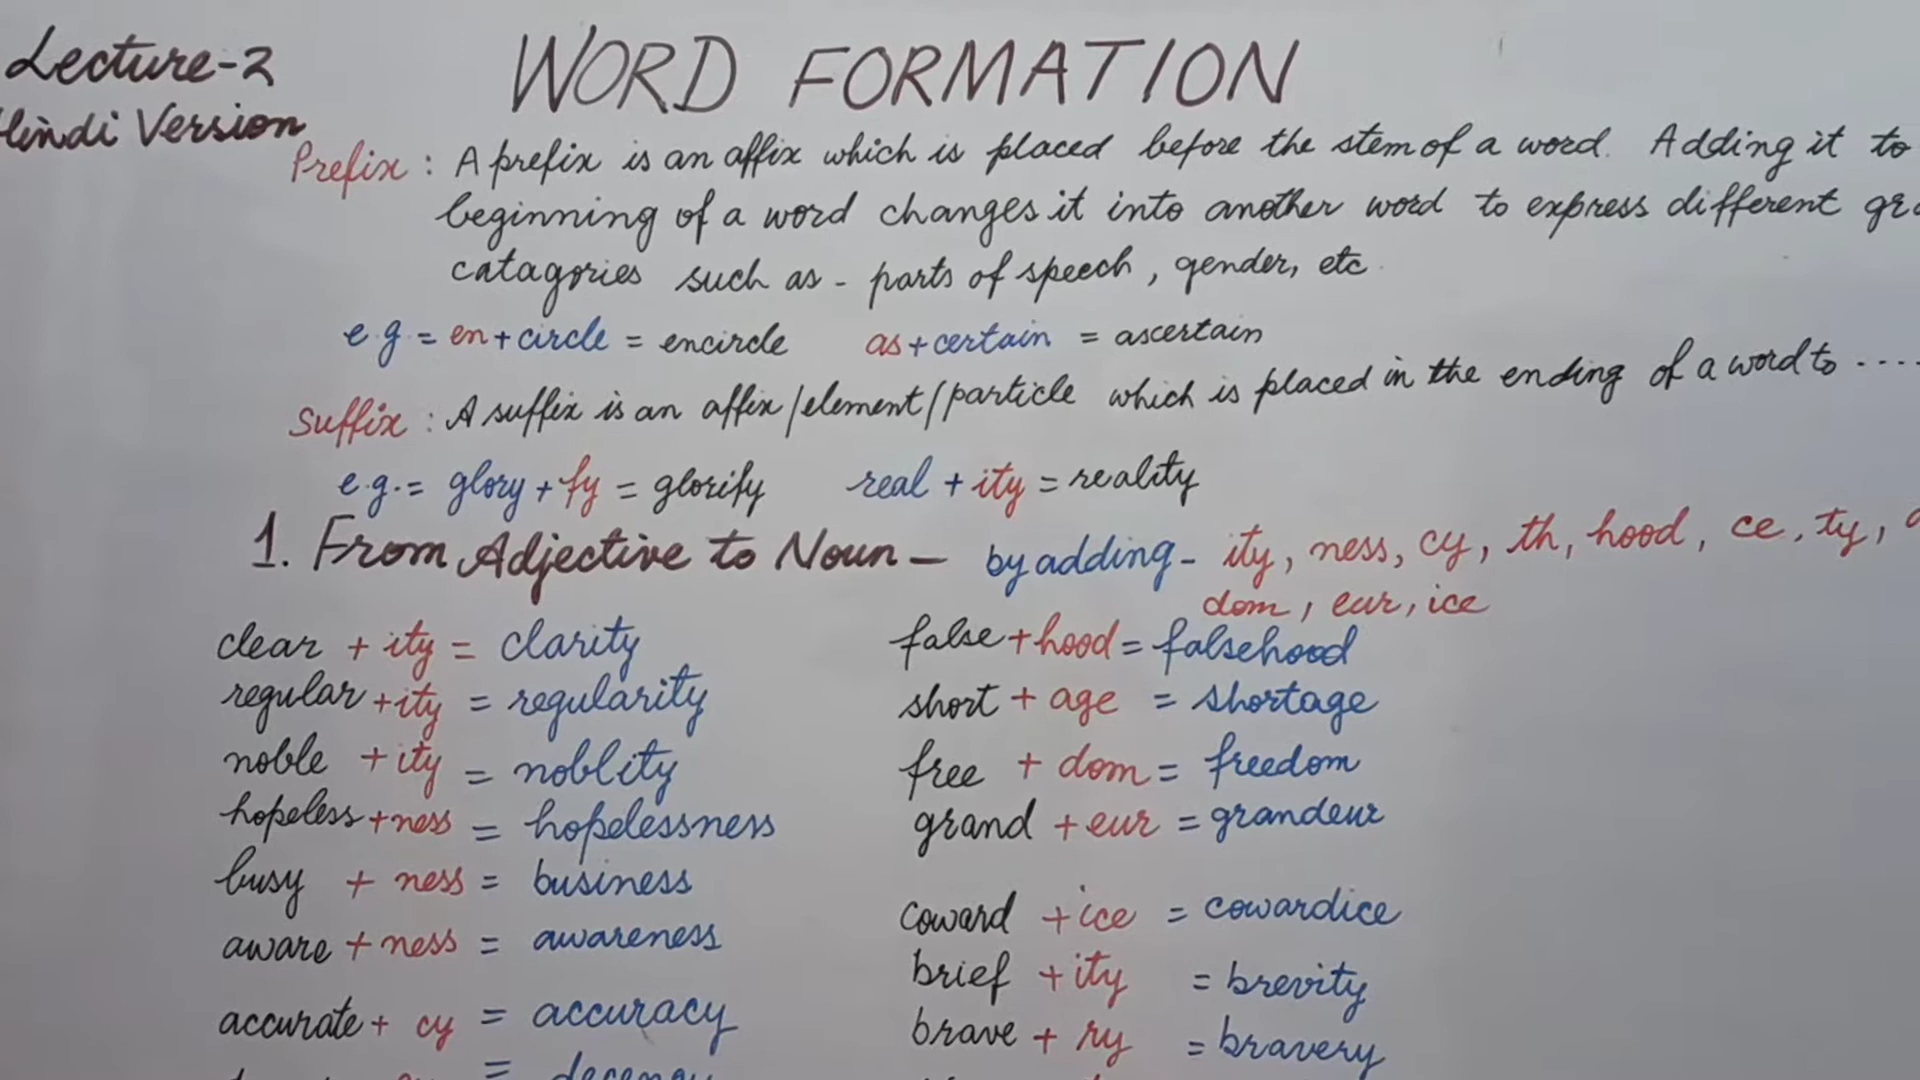 Lecture-2
WORD FORMATION
Hindi Version
Prefix : A prefix is an affix which is placed before the stem of a word. Adding it to
beginning of a word changes it into another word to express different
catagories such as - parts of speech, gender, etc
e.g = en+circle = encircle as+certain = ascertain
Suffix : A suffix is an affix/element/particle which is placed in the ending of a word to ....
e.g.= glory+fy = glorify real + ity = reality
1. From Adjective to Noun — by adding - ity, ness, cy, th, hood, ce, ty,
dom, eur, ice
clear + ity = clarity
regular +ity = regularity
noble +ity = noblity
hopeless+ness = hopelessness
busy + ness = business
aware + ness = awareness
accurate + cy = accuracy
= decency
false+hood = falsehood
short + age = shortage
free + dom = freedom
grand +eur = grandeur
coward +ice = cowardice
brief +ity = brevity
brave + ry = bravery